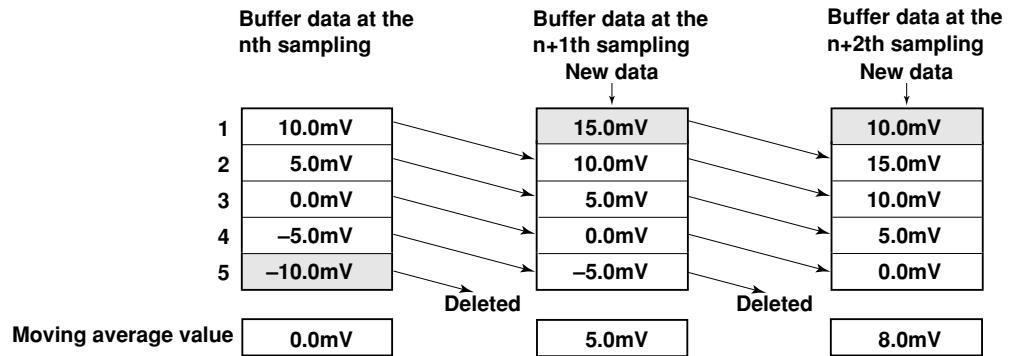 Buffer data at the
nth sampling
Buffer data at the
n+1th sampling
New data
Buffer data at the
n+2th sampling
New data
1 10.0mV 15.0mV 10.0mV
2 5.0mV 10.0mV 15.0mV
3 0.0mV 5.0mV 10.0mV
4 –5.0mV 0.0mV 5.0mV
5 –10.0mV –5.0mV 0.0mV
Deleted Deleted
Moving average value 0.0mV 5.0mV 8.0mV